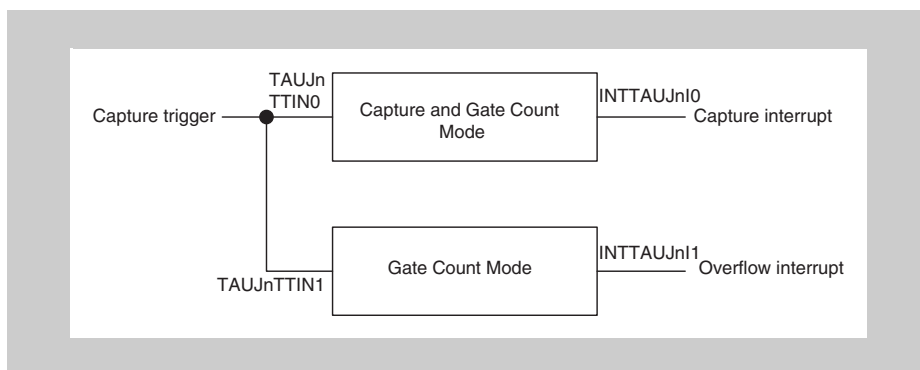 TAUJn
TTIN0
Capture trigger
Capture and Gate Count
Mode
INTTAUJnI0
Capture interrupt
TAUJnTTIN1
Gate Count Mode
INTTAUJnI1
Overflow interrupt